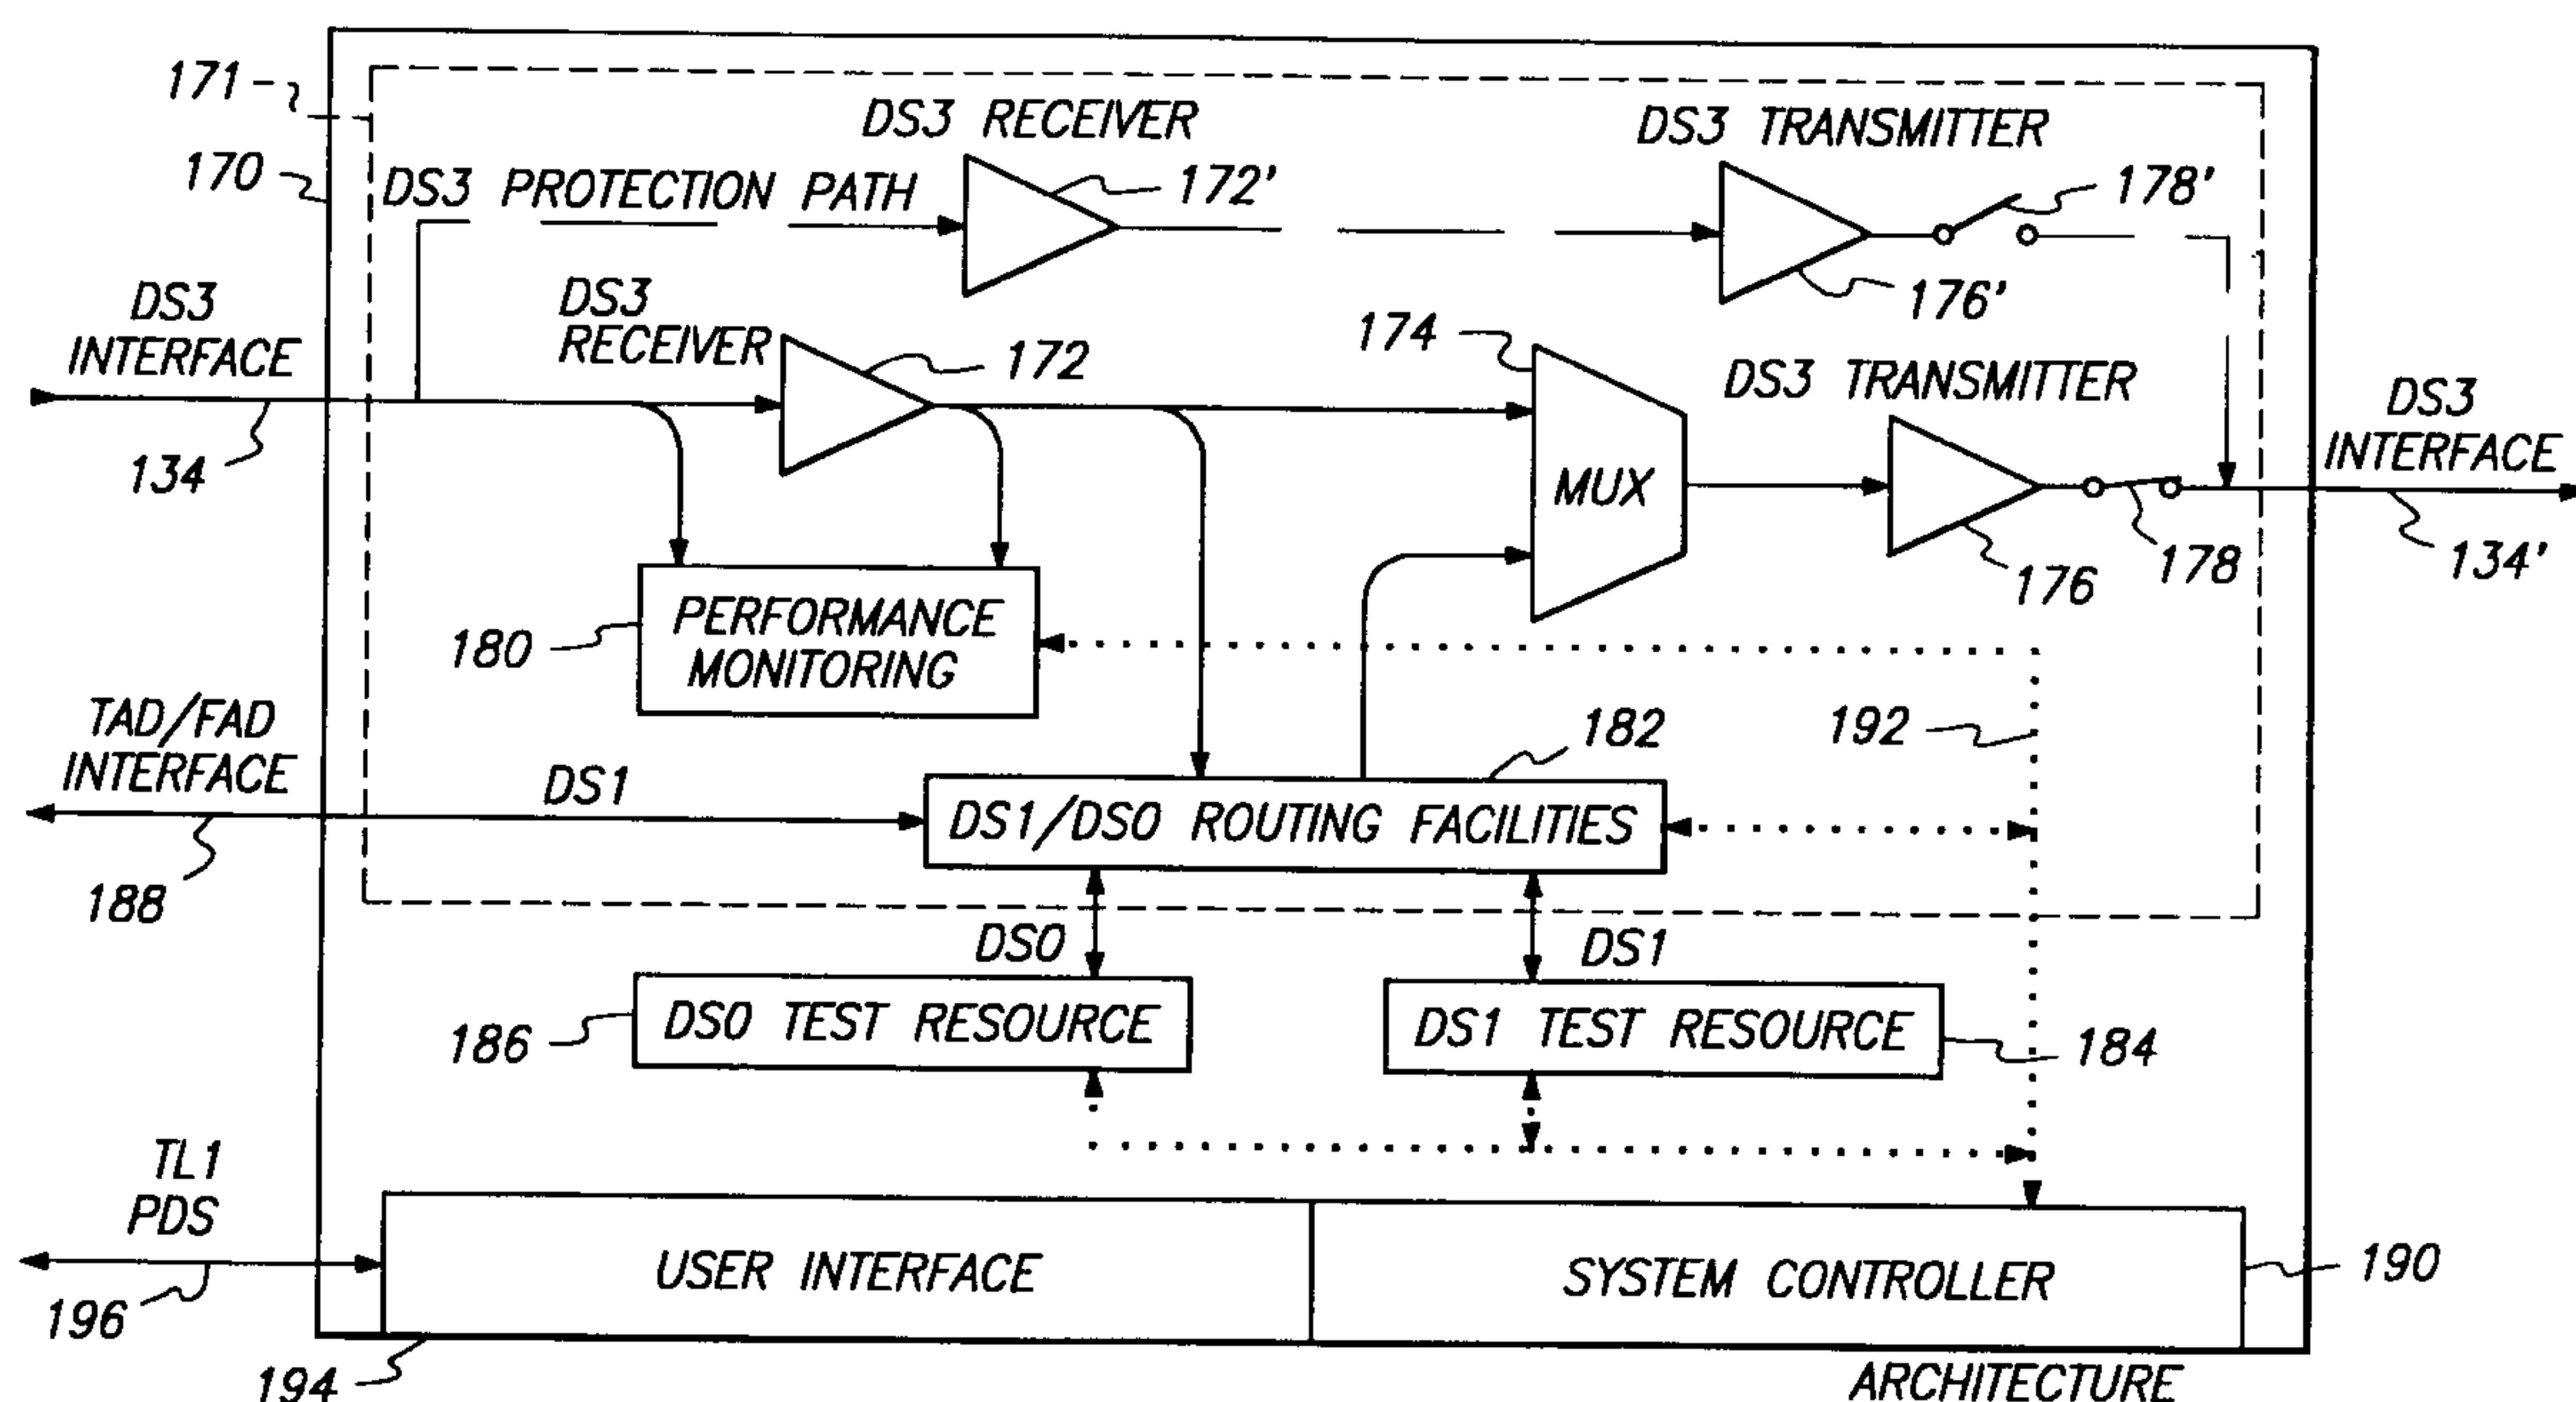 171
DS3 RECEIVER
DS3 TRANSMITTER
170
DS3 PROTECTION PATH
172'
178'
DS3
INTERFACE
DS3
RECEIVER
172
174
176'
DS3 TRANSMITTER
DS3
INTERFACE
134
MUX
176
178
134'
180
PERFORMANCE
MONITORING
TAD/FAD
INTERFACE
DS1
182
192
DS1/DS0 ROUTING FACILITIES
188
DS0
DS1
186
DS0 TEST RESOURCE
DS1 TEST RESOURCE
184
TL1
PDS
USER INTERFACE
SYSTEM CONTROLLER
190
196
194
ARCHITECTURE